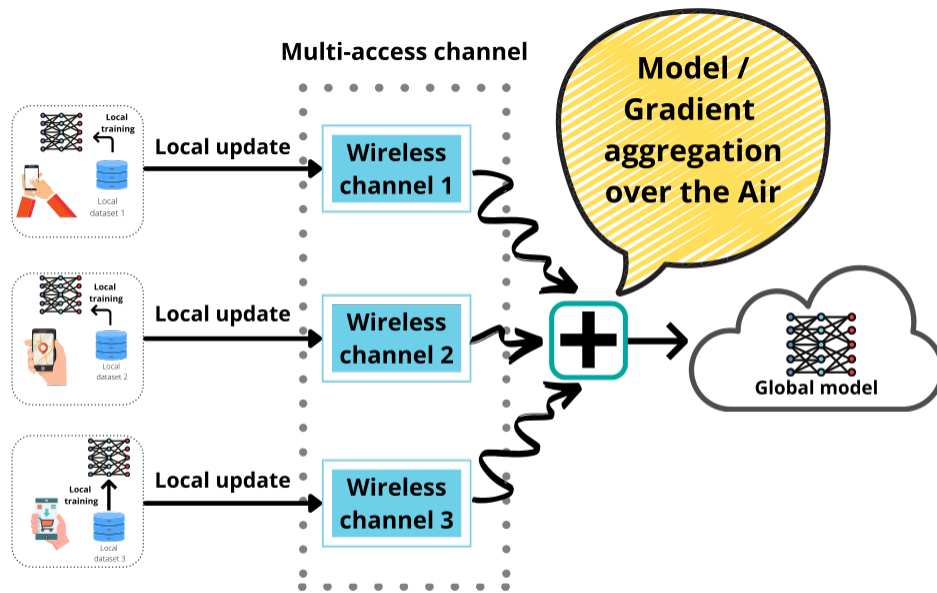 Multi-access channel
Model /
Gradient
aggregation
over the Air
Local
training
Local
dataset 1
Local update
Wireless
channel 1
Local
training
Local
dataset 2
Local update
Wireless
channel 2
Global model
Local
training
Local
dataset 3
Local update
Wireless
channel 3